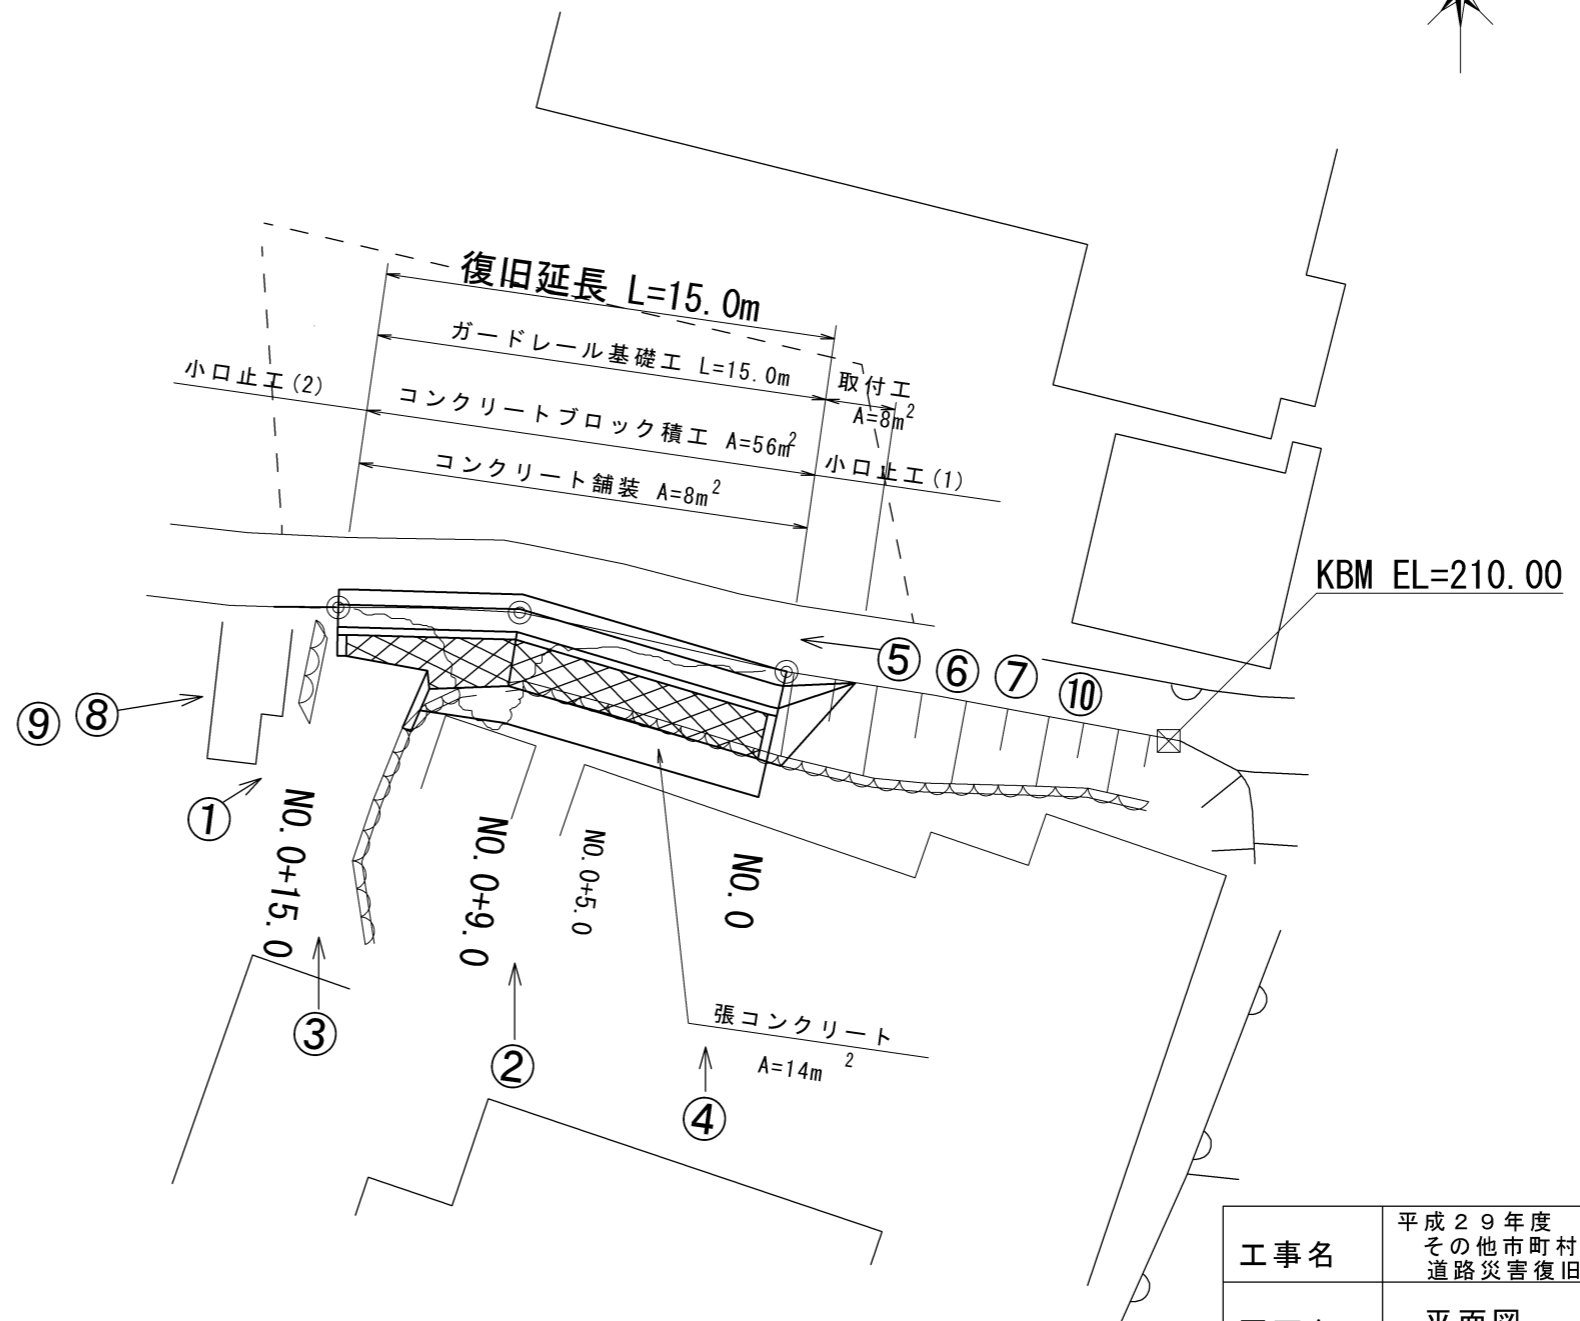 復旧延長 L=15.0m
ガードレール基礎工 L=15.0m
取付工
A=8m2
小口止工(2)
コンクリートブロック積工 A=56m2
小口止工(1)
コンクリート舗装 A=8m2
KBM EL=210.00
⑤ ⑥ ⑦ ⑩
⑨ ⑧
①
NO.0+15.0
NO.0+9.0
NO.0+5.0
NO.0
③
②
④
張コンクリート
A=14m2
工事名
平成29年度
その他市町村
道路災害復旧
平面図